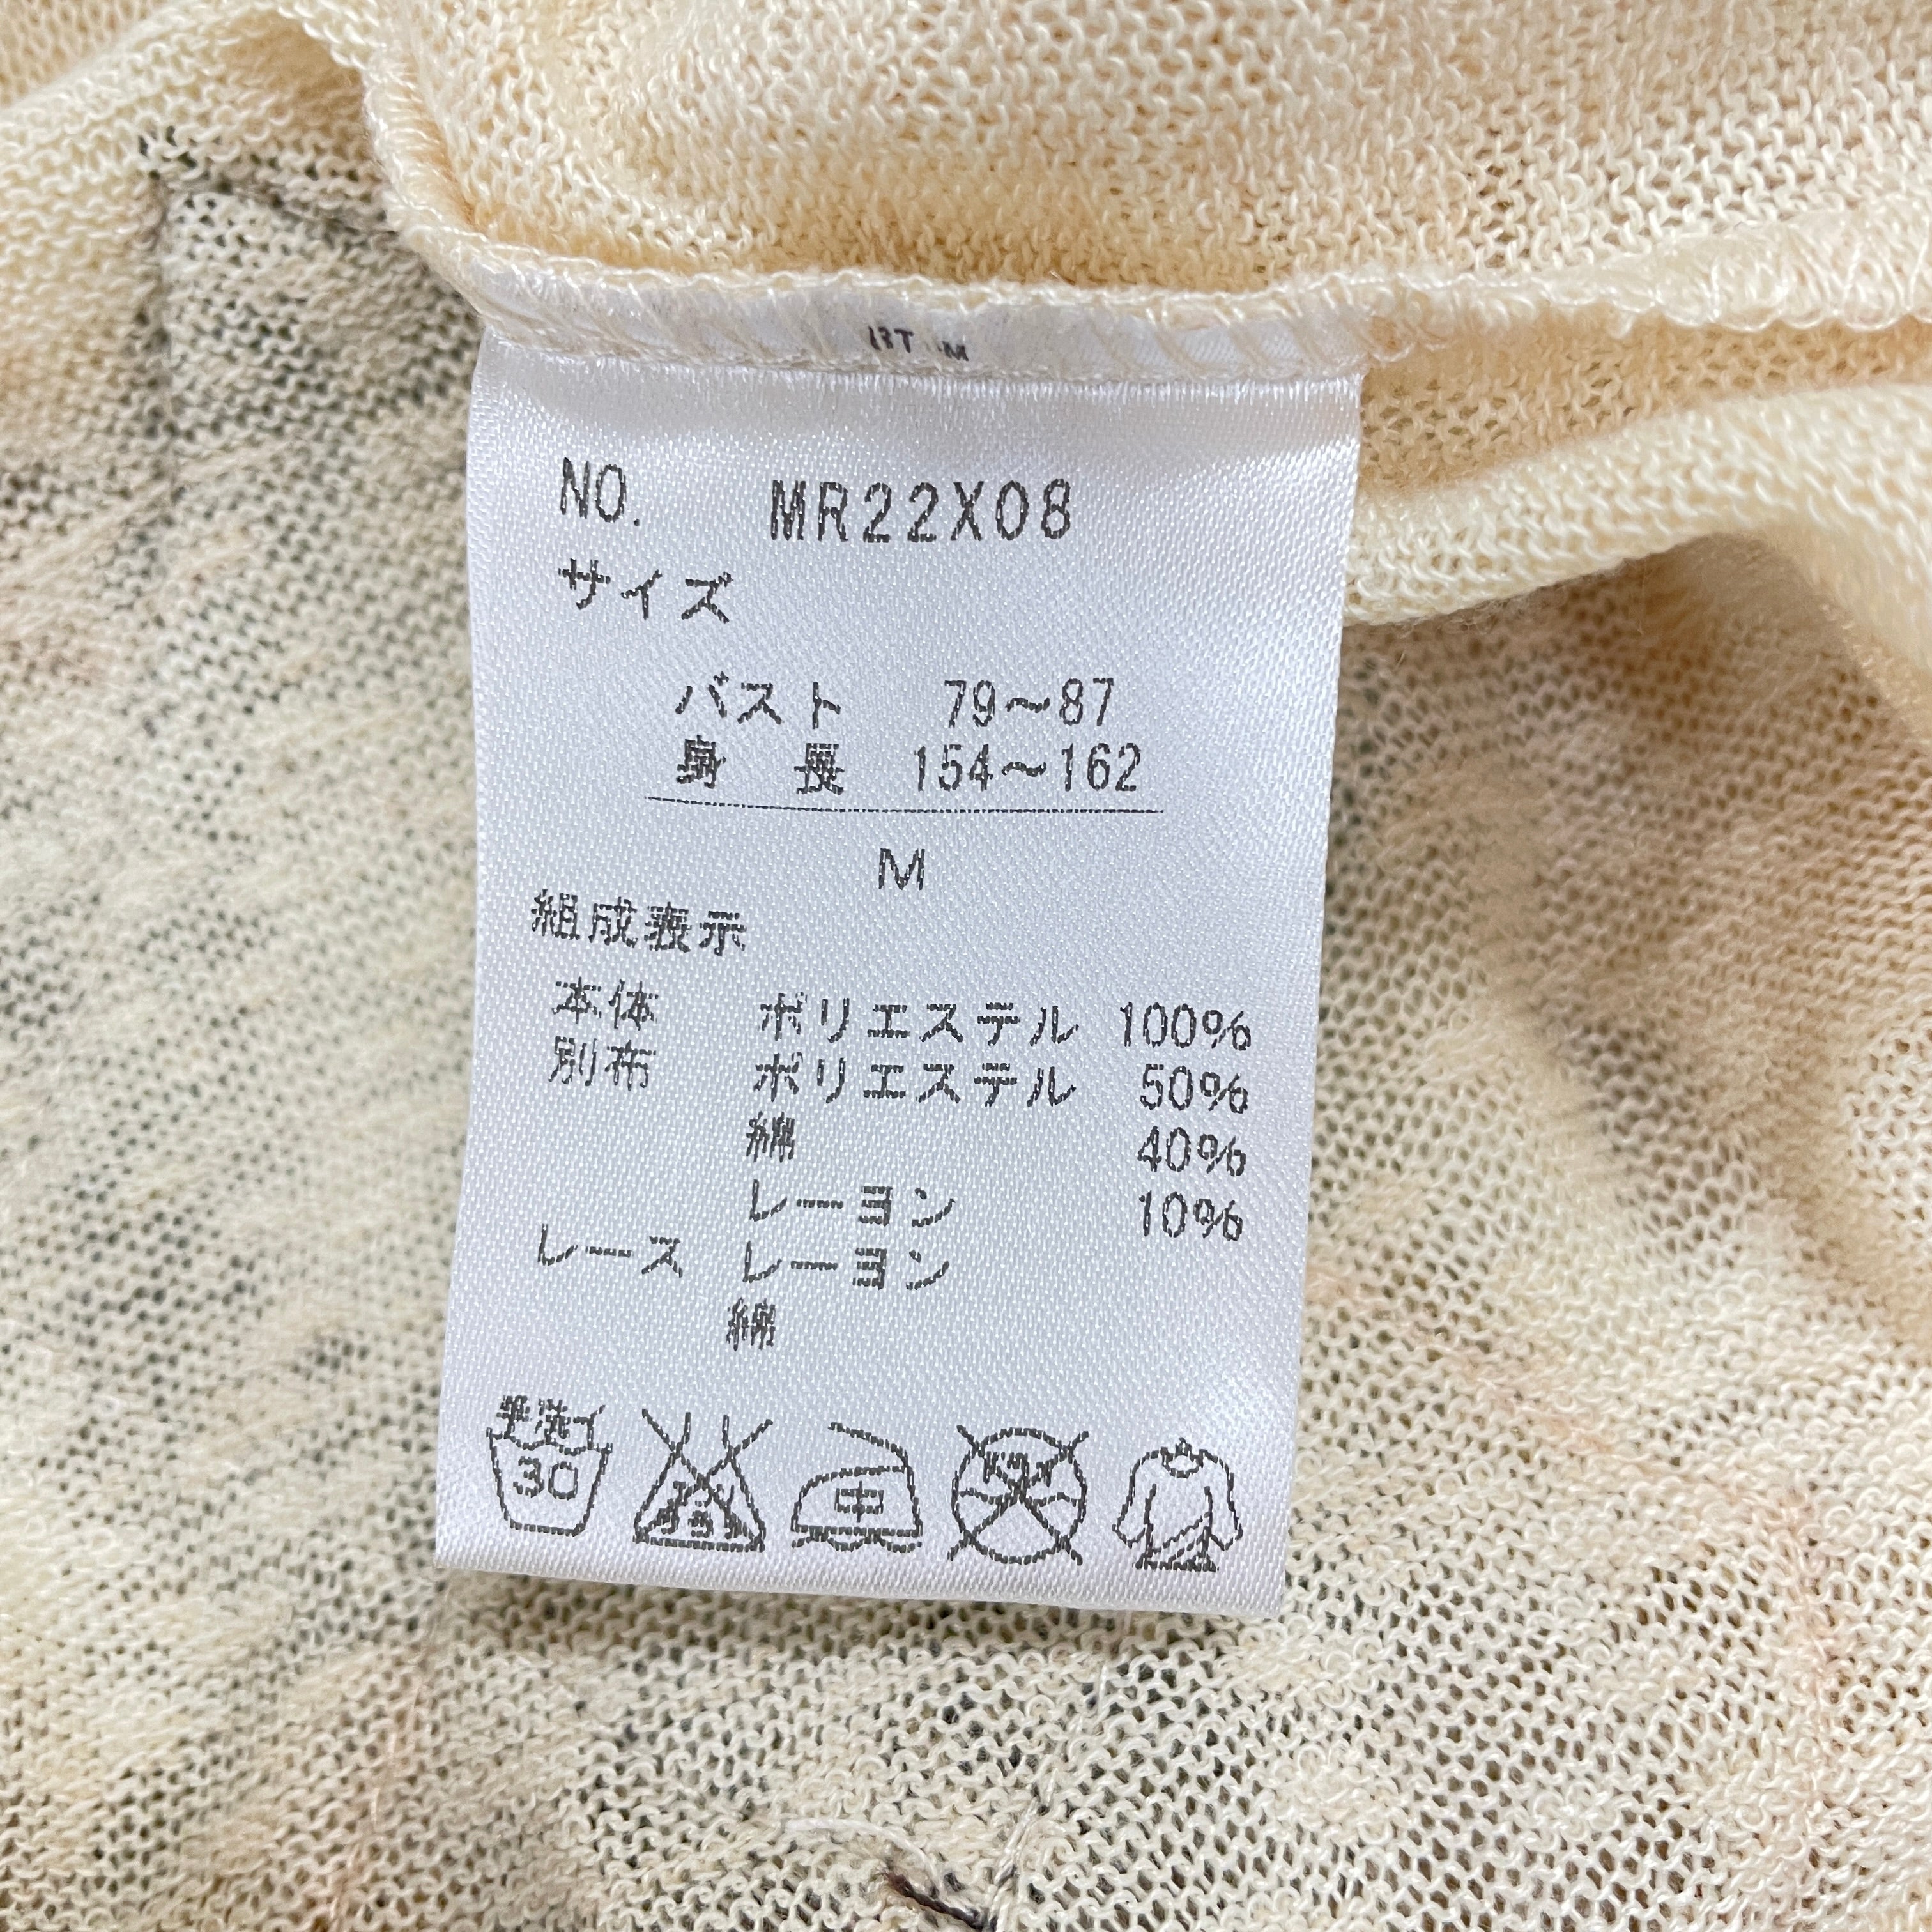 NO. MR22X08
サイズ
バスト 79～87
身 長 154～162
M
組成表示
本体 ポリエステル 100%
別布 ポリエステル 50%
綿 40%
レーヨン 10%
レース レーヨン
綿
手洗イ
30
中